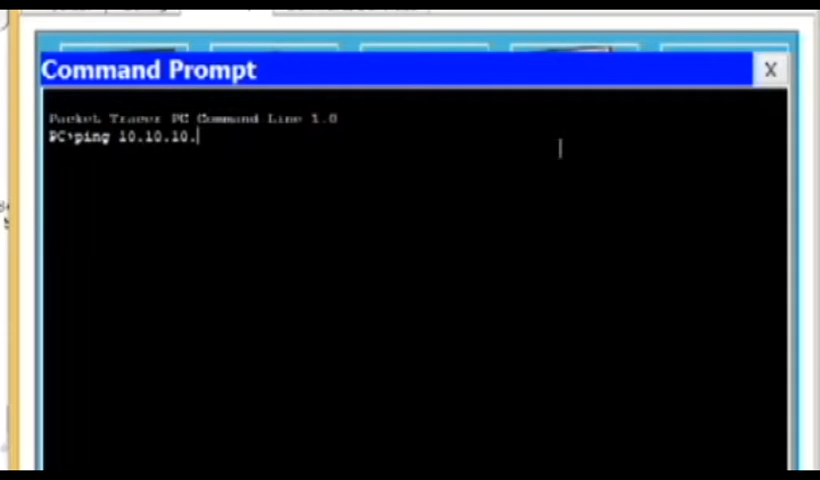 Command Prompt
X
Packet Tracer PC Command Line 1.0
PC>ping 10.10.10.